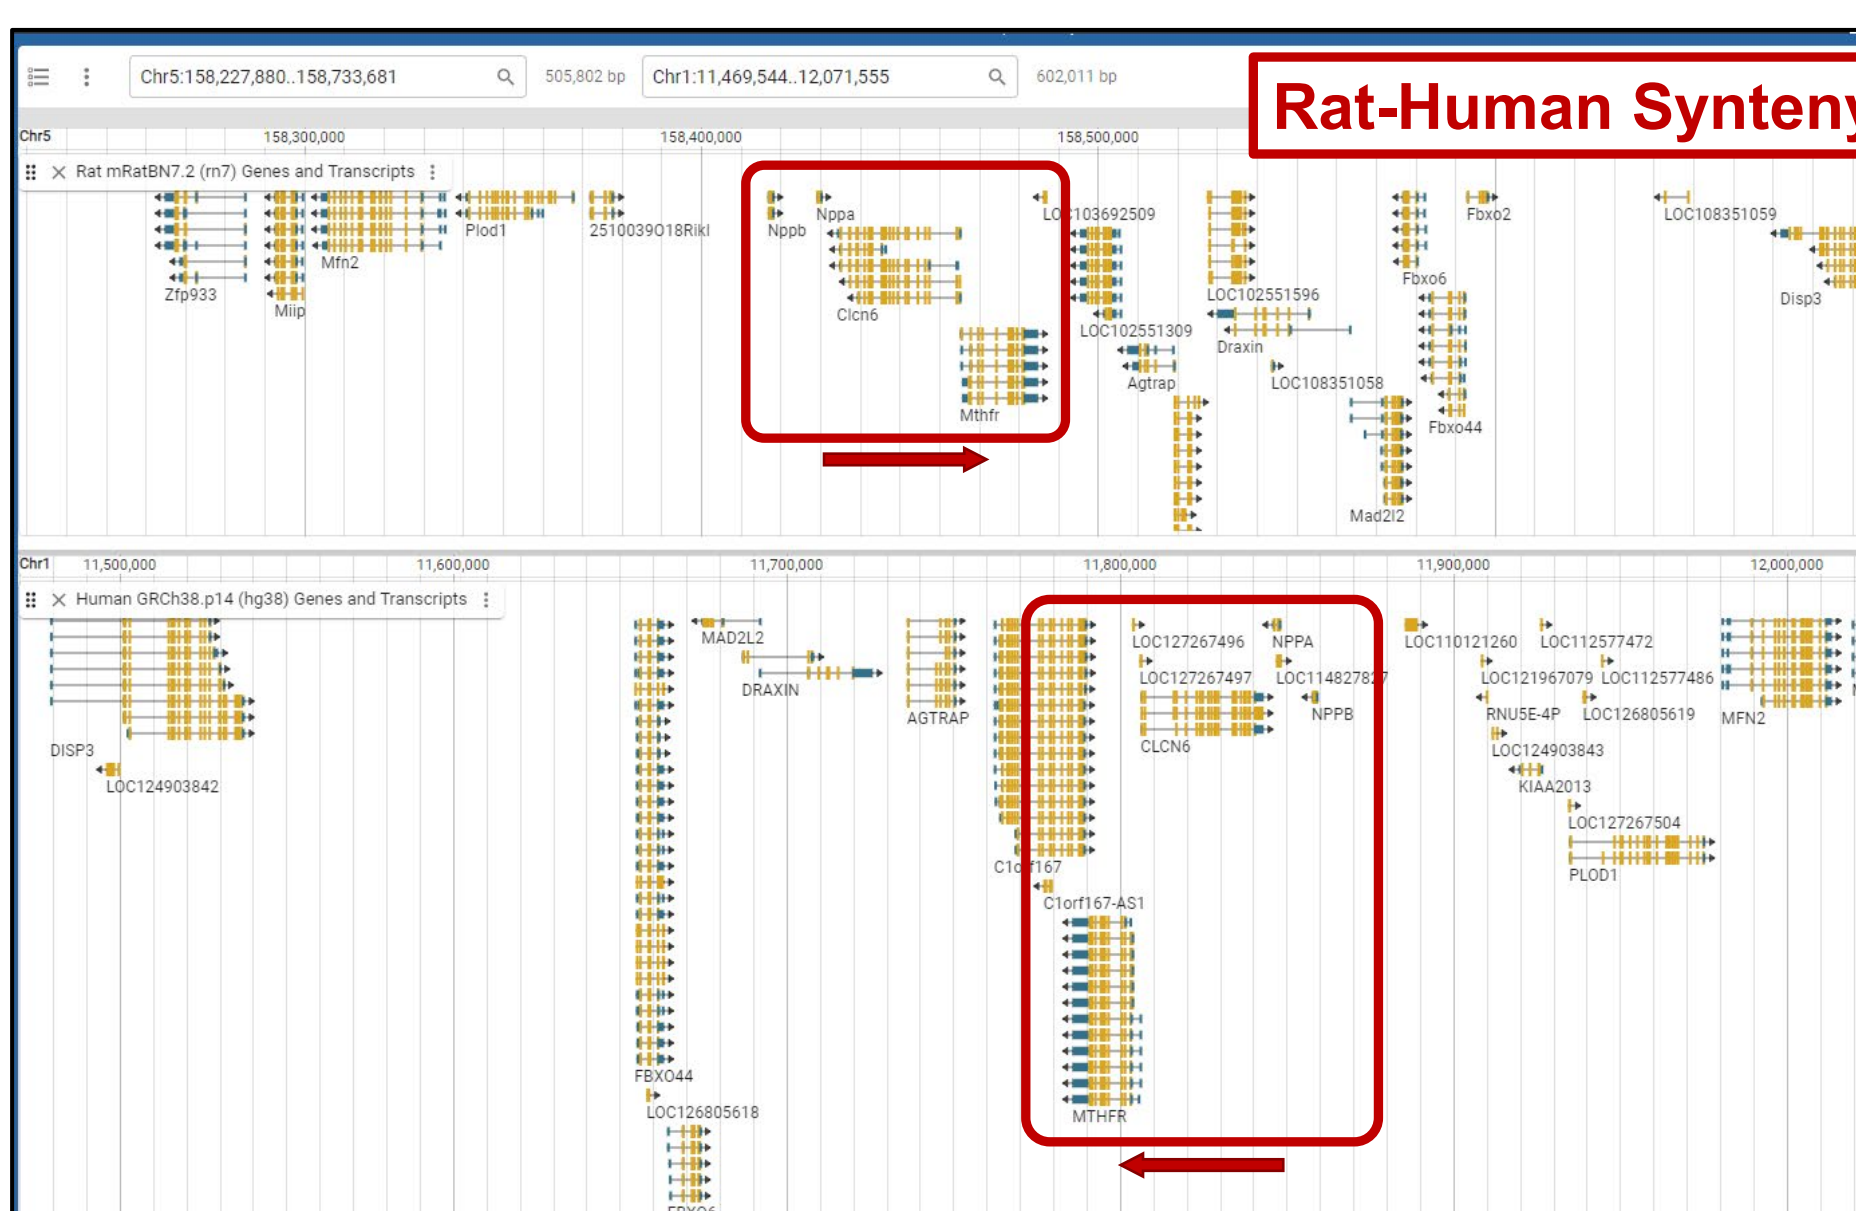 Chr5:158,227,880..158,733,681 505,802 bp Chr1:11,469,544..12,071,555 602,011 bp
Rat-Human Synteny
Chr5 158,300,000 158,400,000 158,500,000
Rat mRatBN7.2 (rn7) Genes and Transcripts
Nppa LOC103692509 Fbxo2 LOC108351059
Plod1 2510039O18Rikl Nppb
Mfn2 Fbxo6
Zfp933 LOC102551596 Disp3
Miip Clcn6
LOC102551309
Draxin
Agtrap LOC108351058
Mthfr Fbxo44
Mad2l2
Chr1 11,500,000 11,600,000 11,700,000 11,800,000 11,900,000 12,000,000
Human GRCh38.p14 (hg38) Genes and Transcripts
MAD2L2 LOC127267496 NPPA LOC110121260 LOC112577472
LOC127267497 LOC114827827 LOC121967079 LOC112577486
DRAXIN
AGTRAP NPPB RNU5E-4P LOC126805619 MFN2
DISP3 CLCN6 LOC124903843
LOC124903842 KIAA2013
LOC127267504
C1orf167 PLOD1
C1orf167-AS1
FBXO44
LOC126805618 MTHFR
FBXO6